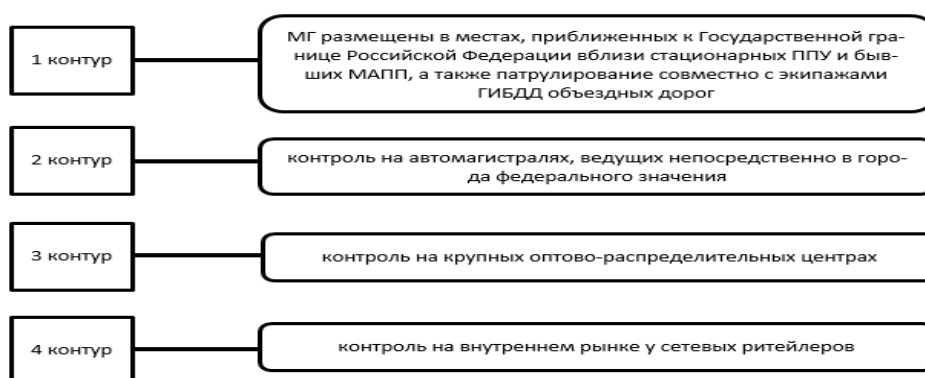 1 контур
МГ размещены в местах, приближенных к Государственной гра-
нице Российской Федерации вблизи стационарных ППУ и быв-
ших МАПП, а также патрулирование совместно с экипажами
ГИБДД объездных дорог
2 контур
контроль на автомагистралях, ведущих непосредственно в горо-
да федерального значения
3 контур
контроль на крупных оптово-распределительных центрах
4 контур
контроль на внутреннем рынке у сетевых ритейлеров